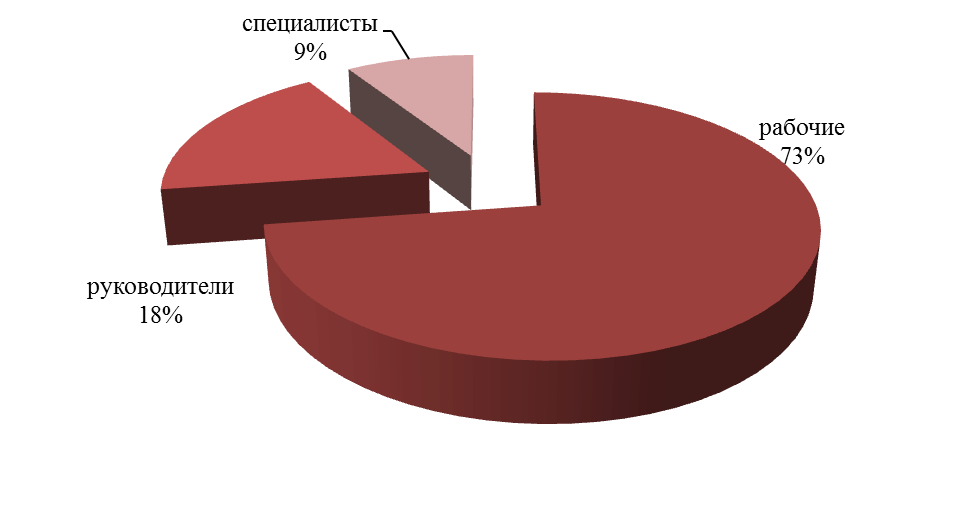 специалисты
9%
рабочие
73%
руководители
18%